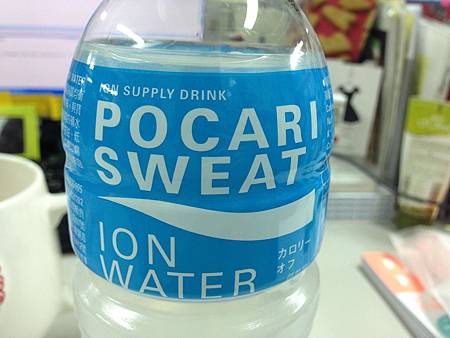 ION SUPPLY DRINK
POCARI
SWEAT
ION
WATER
カロリー
オフ